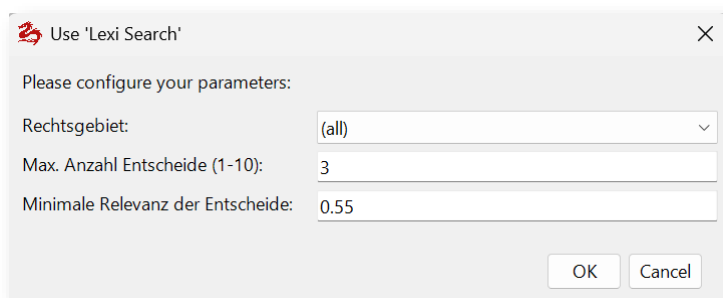 Use 'Lexi Search'
Please configure your parameters:
Rechtsgebiet: (all)
Max. Anzahl Entscheide (1-10): 3
Minimale Relevanz der Entscheide: 0.55
OK Cancel